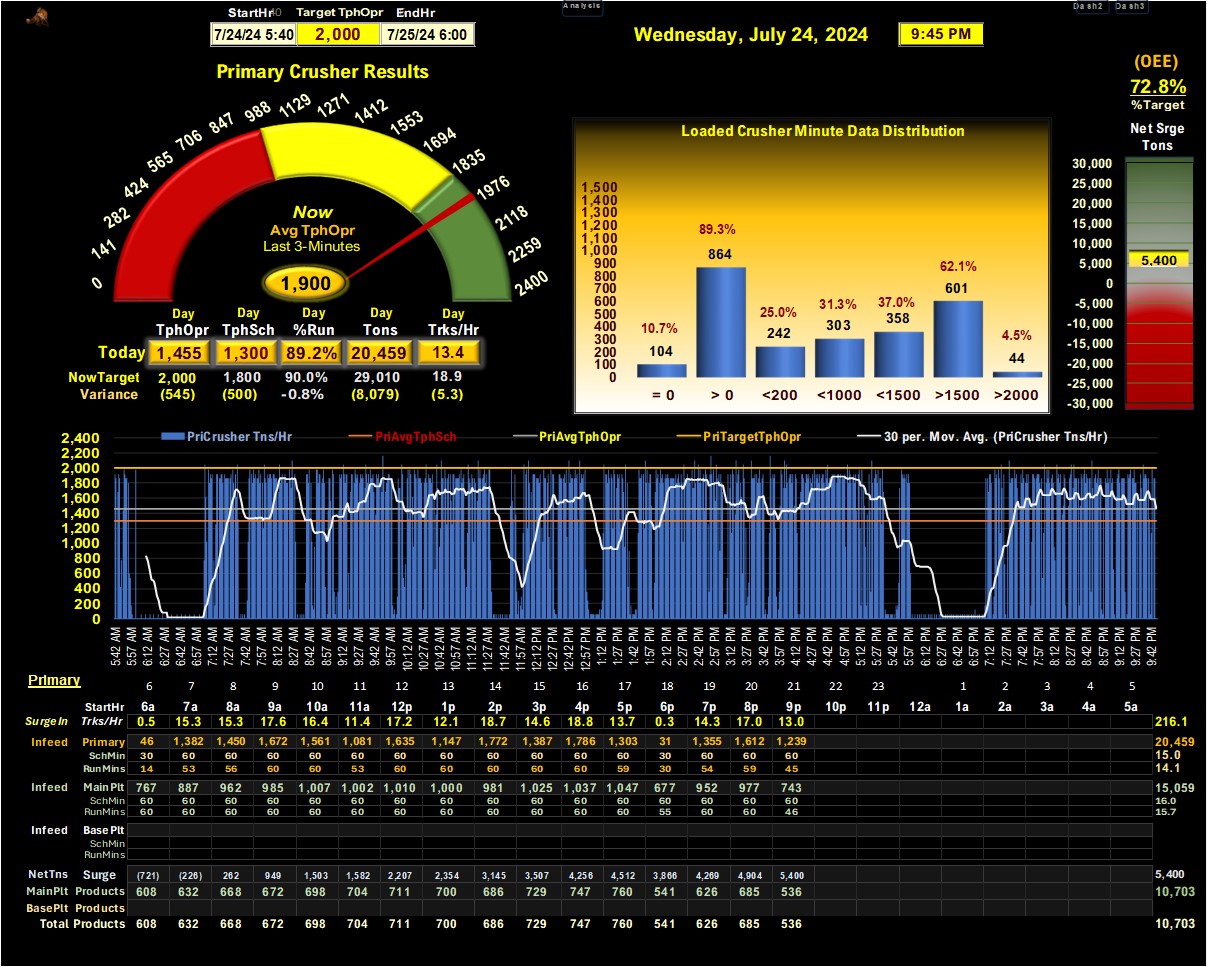 Analysis
Dash2 Dash3
StartHr Target TphOpr EndHr
7/24/24 5:40 2,000 7/25/24 6:00
Wednesday, July 24, 2024 9:45 PM
(OEE)
72.8%
%Target
Primary Crusher Results
0 141 282 424 565 706 847 988 1129 1271 1412 1553 1694 1835 1976 2118 2259 2400
Now
Avg TphOpr
Last 3-Minutes
1,900
Day Day Day Day Day
TphOpr TphSch %Run Tons Trks/Hr
Today 1,455 1,300 89.2% 20,459 13.4
NowTarget 2,000 1,800 90.0% 29,010 18.9
Variance (545) (500) -0.8% (8,079) (5.3)
Loaded Crusher Minute Data Distribution
1,500
1,400
1,300
1,200
1,100
1,000
900
800
700
600
500
400
300
200
100
0
10.7% 89.3% 25.0% 31.3% 37.0% 62.1% 4.5%
104 864 242 303 358 601 44
= 0 > 0 <200 <1000 <1500 >1500 >2000
Net Srge
Tons
30,000
25,000
20,000
15,000
10,000
5,000
0
-5,000
-10,000
-15,000
-20,000
-25,000
-30,000
5,400
PriCrusher Tns/Hr PriAvgTphSch PriAvgTphOpr PriTargetTphOpr 30 per. Mov. Avg. (PriCrusher Tns/Hr)
2,400
2,200
2,000
1,800
1,600
1,400
1,200
1,000
800
600
400
200
0
5:42 AM 5:57 AM 6:12 AM 6:27 AM 6:42 AM 6:57 AM 7:12 AM 7:27 AM 7:42 AM 7:57 AM 8:12 AM 8:27 AM 8:42 AM 8:57 AM 9:12 AM 9:27 AM 9:42 AM 9:57 AM 10:12 AM 10:27 AM 10:42 AM 10:57 AM 11:12 AM 11:27 AM 11:42 AM 11:57 AM 12:12 PM 12:27 PM 12:42 PM 12:57 PM 1:12 PM 1:27 PM 1:42 PM 1:57 PM 2:12 PM 2:27 PM 2:42 PM 2:57 PM 3:12 PM 3:27 PM 3:42 PM 3:57 PM 4:12 PM 4:27 PM 4:42 PM 4:57 PM 5:12 PM 5:27 PM 5:42 PM 5:57 PM 6:12 PM 6:27 PM 6:42 PM 6:57 PM 7:12 PM 7:27 PM 7:42 PM 7:57 PM 8:12 PM 8:27 PM 8:42 PM 8:57 PM 9:12 PM 9:27 PM 9:42 PM
Primary
6 7 8 9 10 11 12 13 14 15 16 17 18 19 20 21 22 23 1 2 3 4 5
StartHr 6a 7a 8a 9a 10a 11a 12p 1p 2p 3p 4p 5p 6p 7p 8p 9p 10p 11p 12a 1a 2a 3a 4a 5a
SurgeIn Trks/Hr 0.5 15.3 15.3 17.6 16.4 11.4 17.2 12.1 18.7 14.6 18.8 13.7 0.3 14.3 17.0 13.0 216.1
Infeed Primary 46 1,382 1,450 1,672 1,561 1,081 1,635 1,147 1,772 1,387 1,786 1,303 31 1,355 1,612 1,239 20,459
SchMin 30 60 60 60 60 60 60 60 60 60 60 60 30 60 60 60 15.0
RunMins 14 53 56 60 60 53 60 60 60 60 60 59 30 54 59 45 14.1
Infeed MainPlt 767 887 962 985 1,007 1,002 1,010 1,000 981 1,025 1,037 1,047 677 952 977 743 15,059
SchMin 60 60 60 60 60 60 60 60 60 60 60 60 60 60 60 60 16.0
RunMins 60 60 60 60 60 60 60 60 60 60 60 60 55 60 60 46 15.7
Infeed Base Plt
SchMin
RunMins
NetTns Surge (721) (226) 262 949 1,503 1,582 2,207 2,354 3,145 3,507 4,256 4,512 3,866 4,269 4,904 5,400 5,400
MainPlt Products 608 632 668 672 698 704 711 700 686 729 747 760 541 626 685 536 10,703
BasePlt Products
Total Products 608 632 668 672 698 704 711 700 686 729 747 760 541 626 685 536 10,703